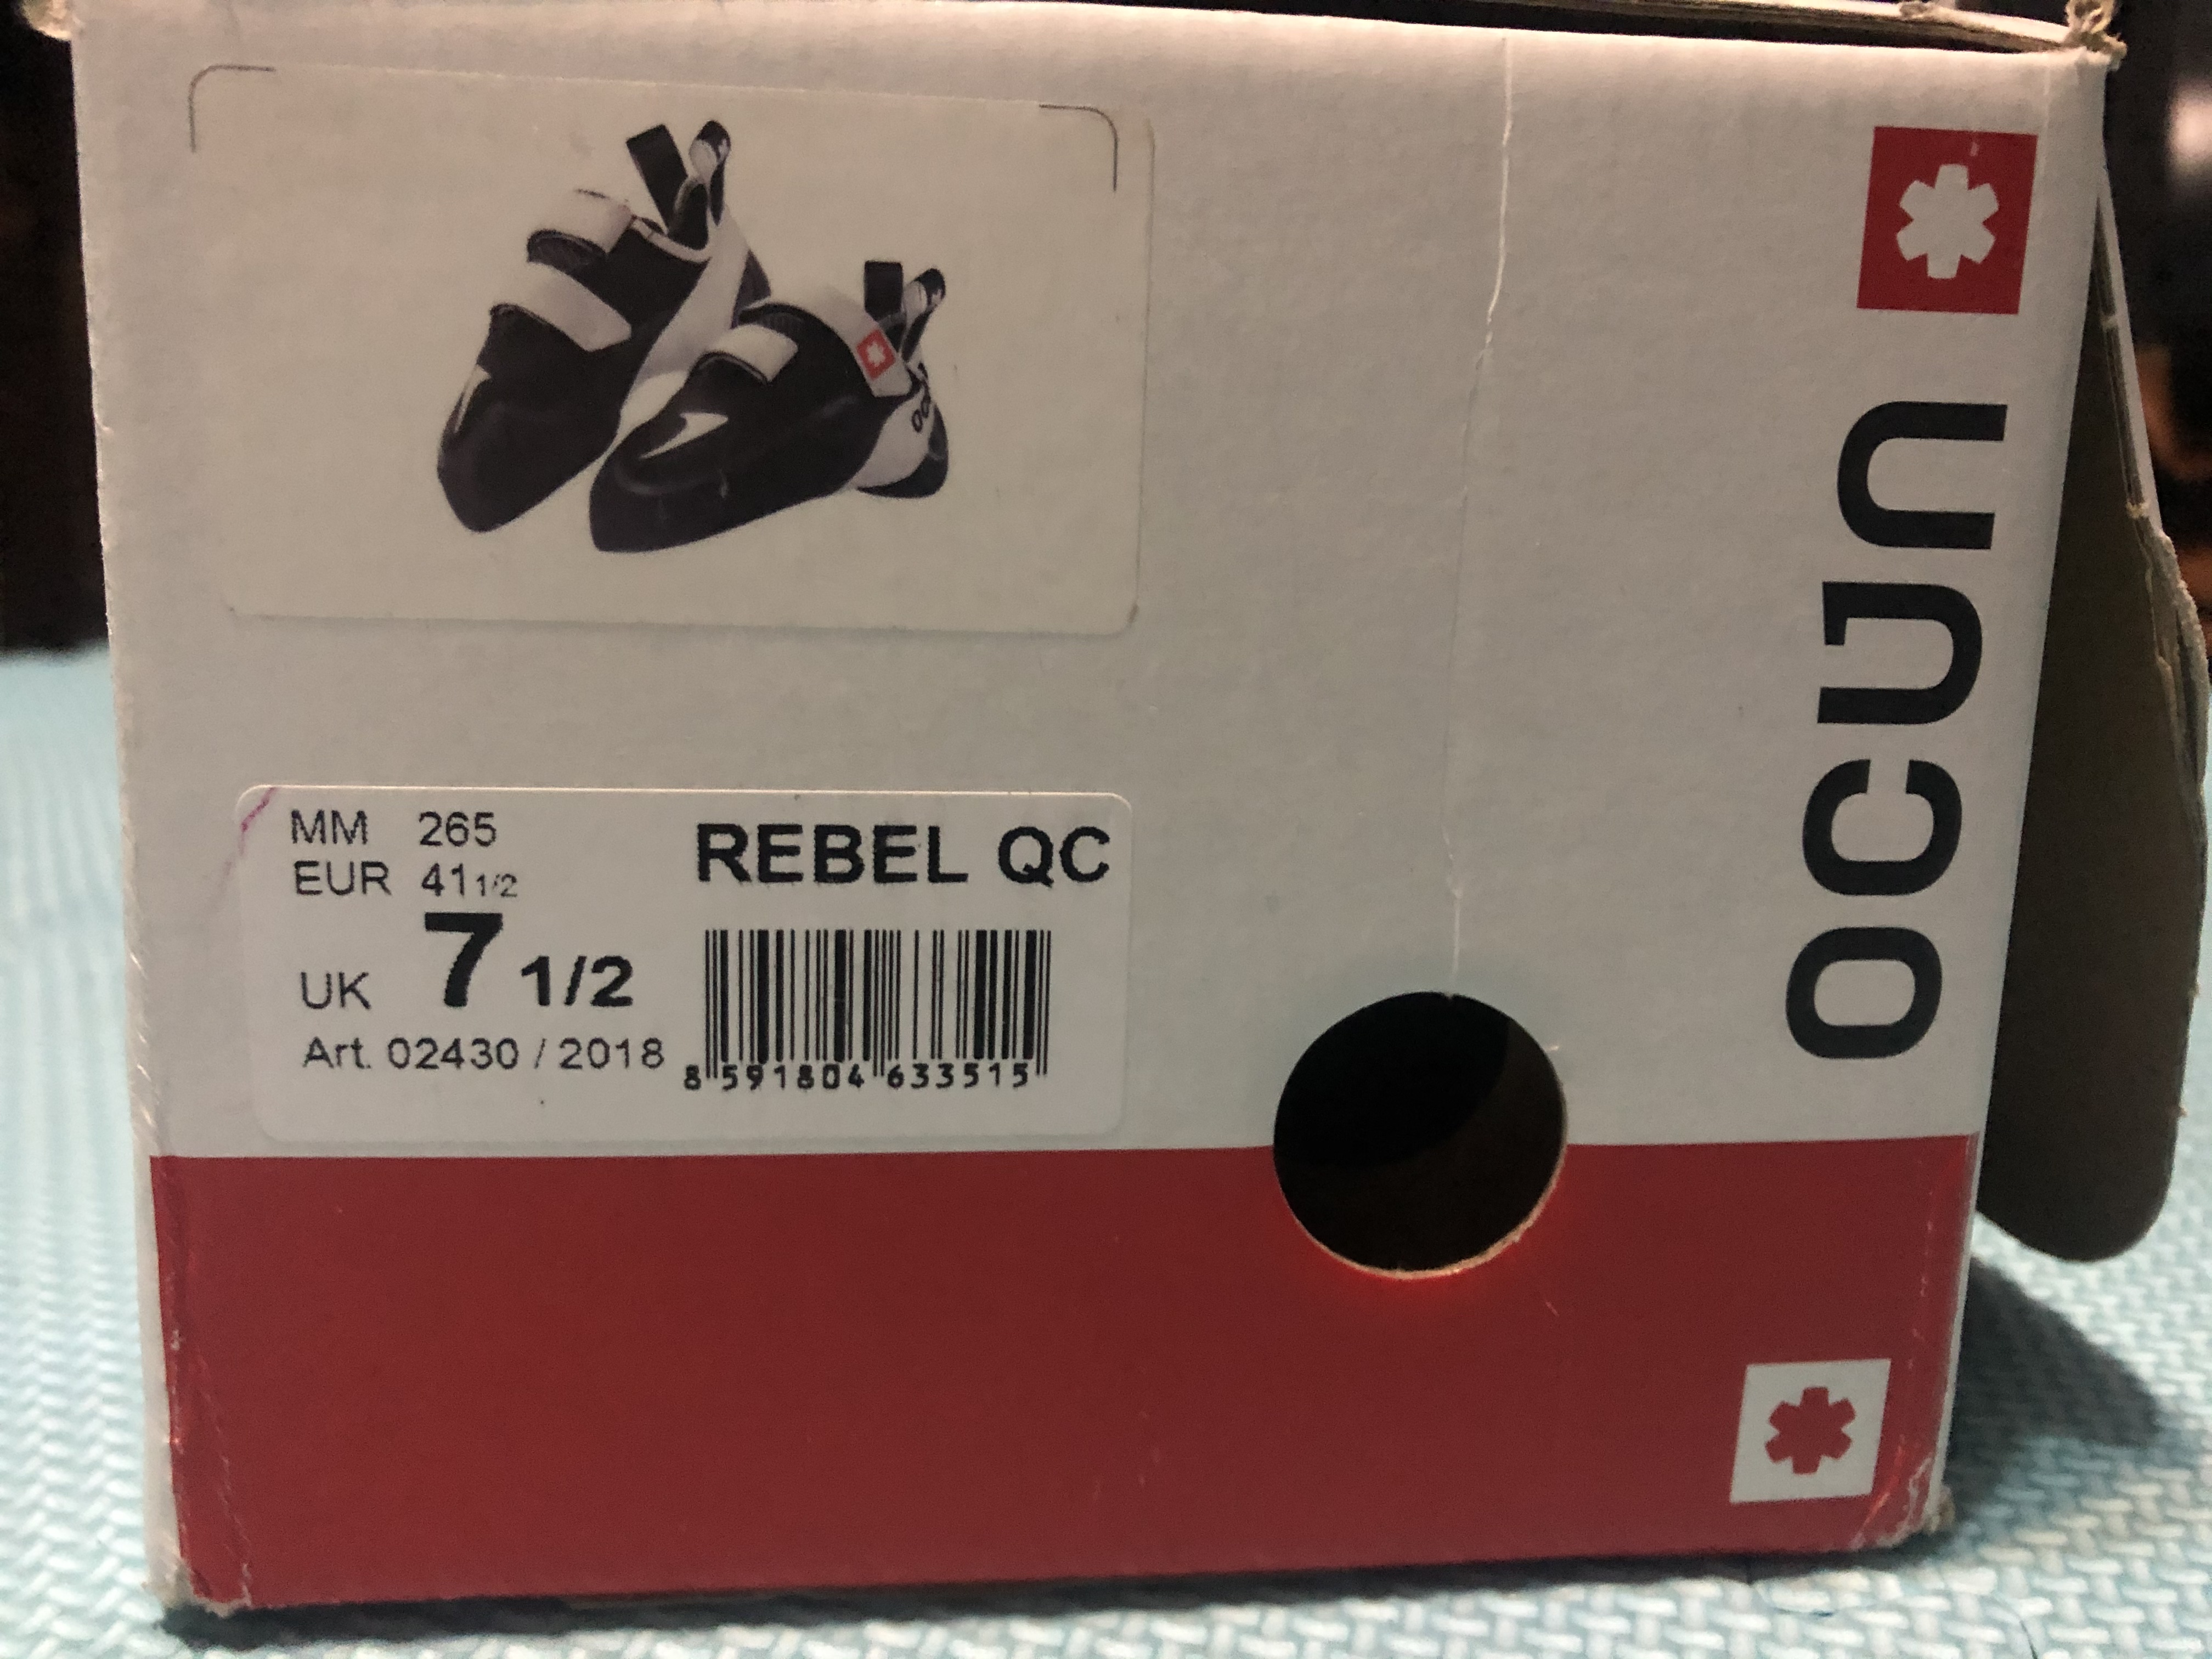 MM 265
EUR 41 1/2
UK 7 1/2
Art. 02430 / 2018
REBEL QC
8 591804 633515
ocun